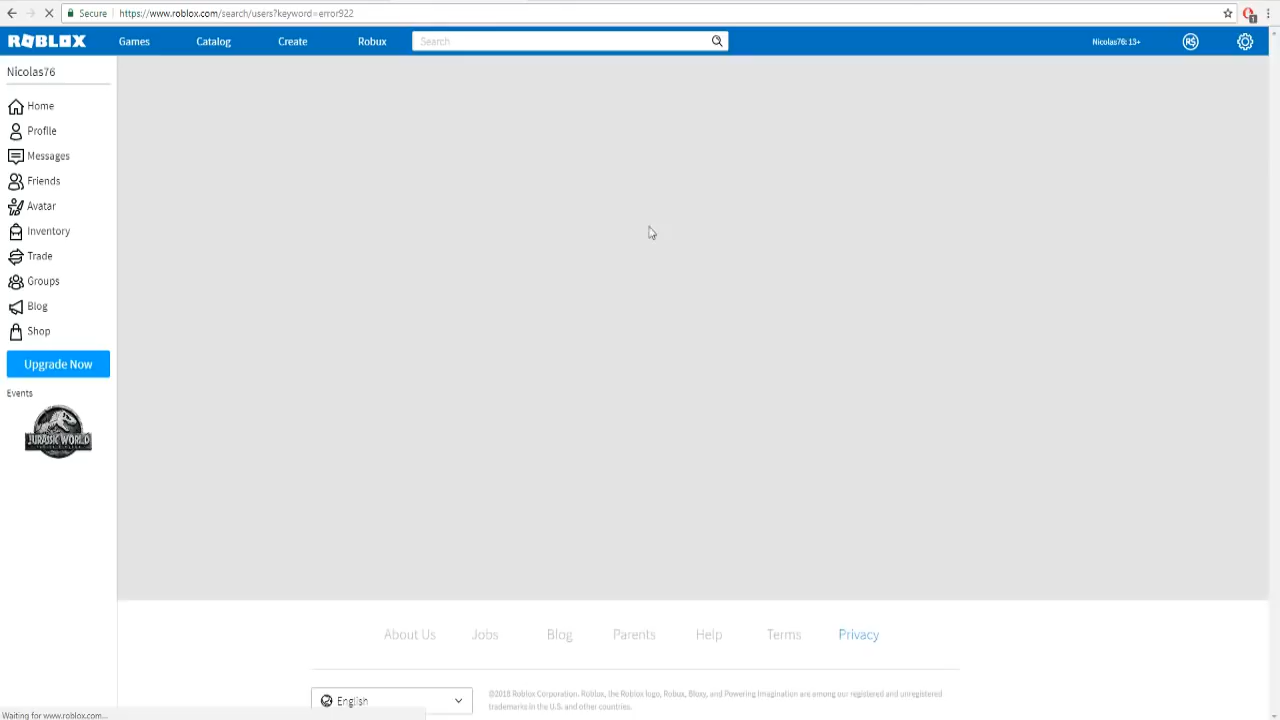 Secure
https://www.roblox.com/search/users?keyword=error922
1
ROBLOX
Games
Catalog
Create
Robux
Search
Nicolas76: 13+
R$
Nicolas76
Home
Profile
Messages
Friends
Avatar
Inventory
Trade
Groups
Blog
Shop
Upgrade Now
Events
JURASSIC WORLD
About Us
Jobs
Blog
Parents
Help
Terms
Privacy
English
©2018 Roblox Corporation. Roblox, the Roblox logo, Robux, Bloxy, and Powering Imagination are among our registered and unregistered
trademarks in the U.S. and other countries.
Waiting for www.roblox.com...